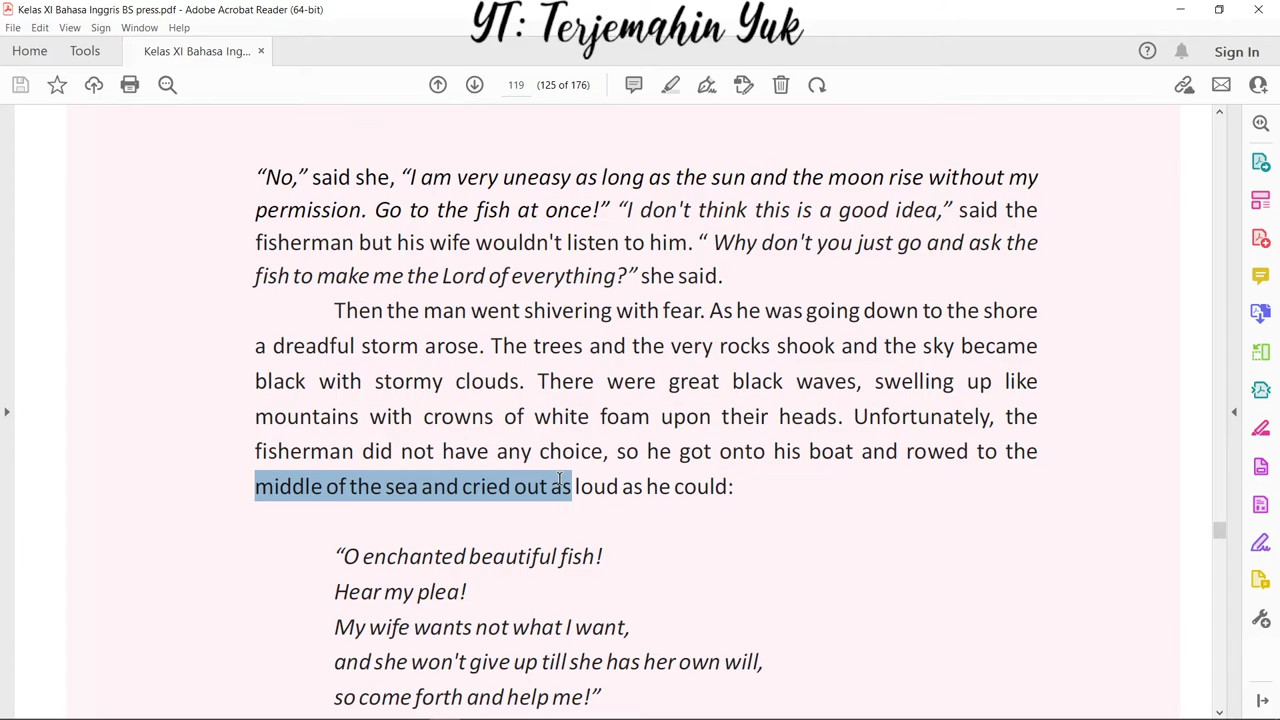 Kelas XI Bahasa Inggris BS press.pdf - Adobe Acrobat Reader (64-bit)
YT: Terjemahin Yuk
File Edit View Sign Window Help
Home Tools Kelas XI Bahasa Ing... × Sign In
119 (125 of 176)
“No,” said she, “I am very uneasy as long as the sun and the moon rise without my
permission. Go to the fish at once!” “I don't think this is a good idea,” said the
fisherman but his wife wouldn't listen to him. “ Why don't you just go and ask the
fish to make me the Lord of everything?” she said.
Then the man went shivering with fear. As he was going down to the shore
a dreadful storm arose. The trees and the very rocks shook and the sky became
black with stormy clouds. There were great black waves, swelling up like
mountains with crowns of white foam upon their heads. Unfortunately, the
fisherman did not have any choice, so he got onto his boat and rowed to the
middle of the sea and cried out as loud as he could:
“O enchanted beautiful fish!
Hear my plea!
My wife wants not what I want,
and she won't give up till she has her own will,
so come forth and help me!”